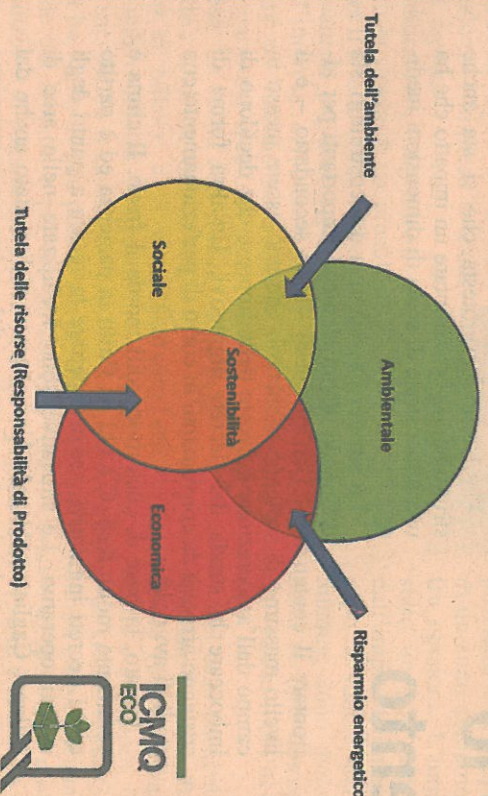 Tutela dell'ambiente
Risparmio energetico
Ambientale
Sostenibilità
Sociale
Economica
Tutela delle risorse (Responsabilità di Prodotto)
ICMQ
ECO